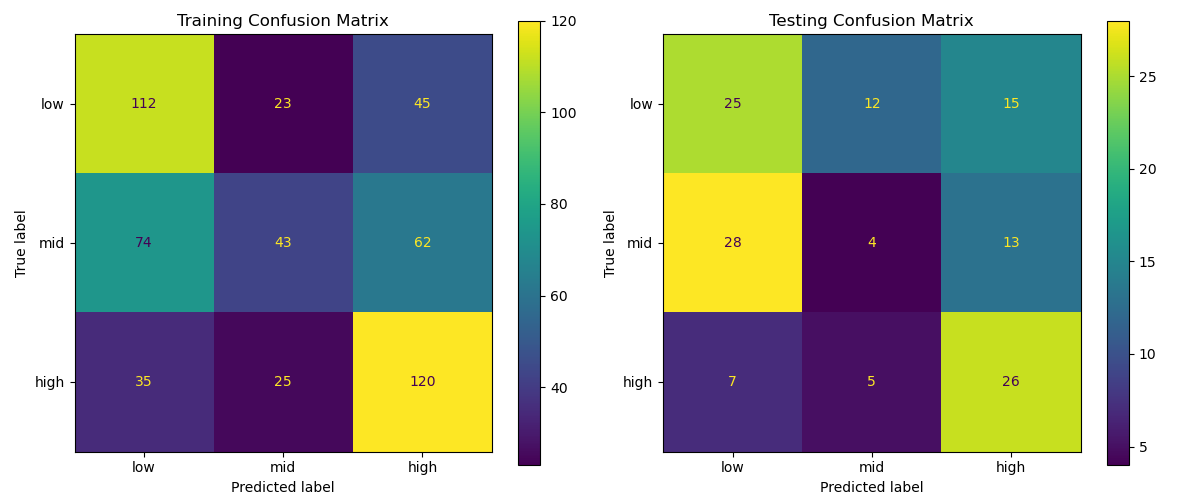 Training Confusion Matrix
low 112 23 45
mid 74 43 62
high 35 25 120
low mid high
Predicted label
True label
120
100
80
60
40
Testing Confusion Matrix
low 25 12 15
mid 28 4 13
high 7 5 26
low mid high
Predicted label
True label
25
20
15
10
5